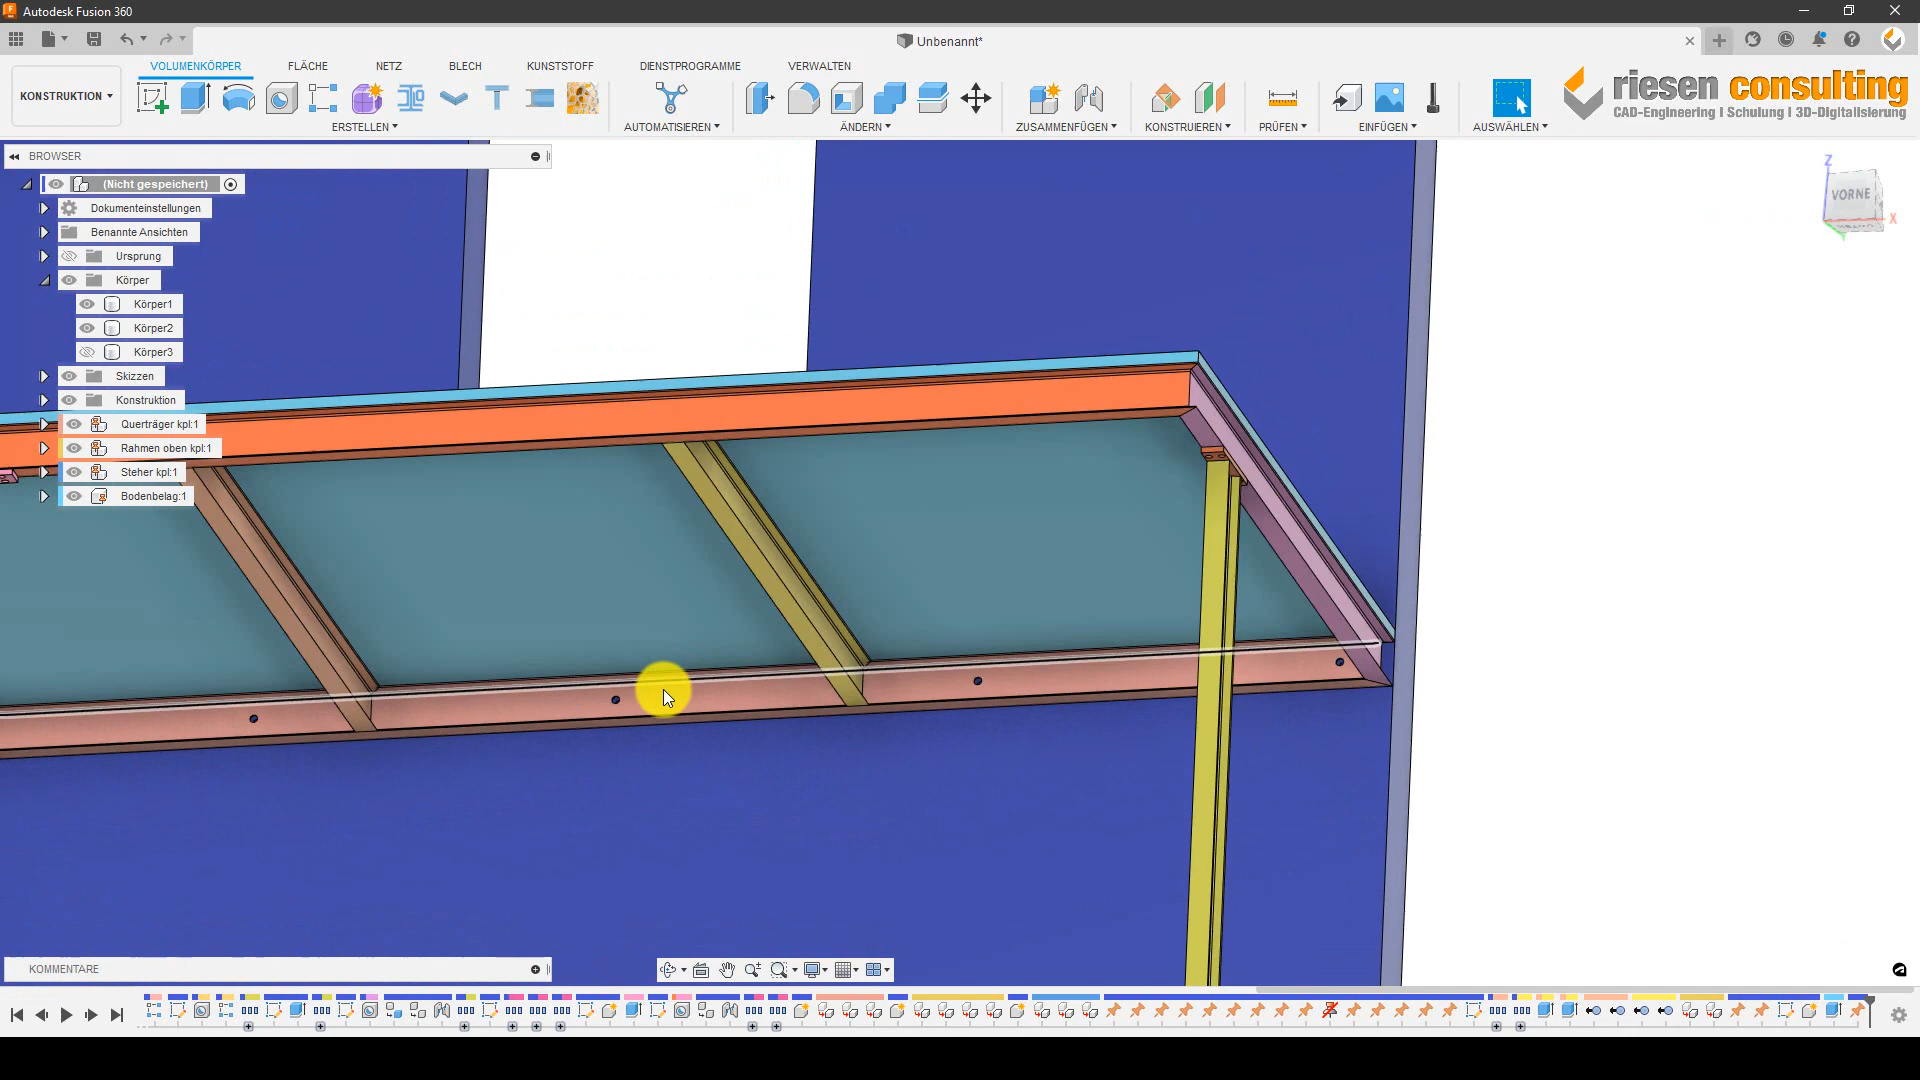 Autodesk Fusion 360
Unbenannt*
KONSTRUKTION
VOLUMENKÖRPER FLÄCHE NETZ BLECH KUNSTSTOFF DIENSTPROGRAMME VERWALTEN
ERSTELLEN AUTOMATISIEREN ÄNDERN ZUSAMMENFÜGEN KONSTRUIEREN PRÜFEN EINFÜGEN AUSWÄHLEN
riesen consulting
CAD-Engineering I Schulung I 3D-Digitalisierung
BROWSER
(Nicht gespeichert)
Dokumenteinstellungen
Benannte Ansichten
Ursprung
Körper
Körper1
Körper2
Körper3
Skizzen
Konstruktion
Querträger kpl:1
Rahmen oben kpl:1
Steher kpl:1
Bodenbelag:1
Z
VORNE
X
KOMMENTARE